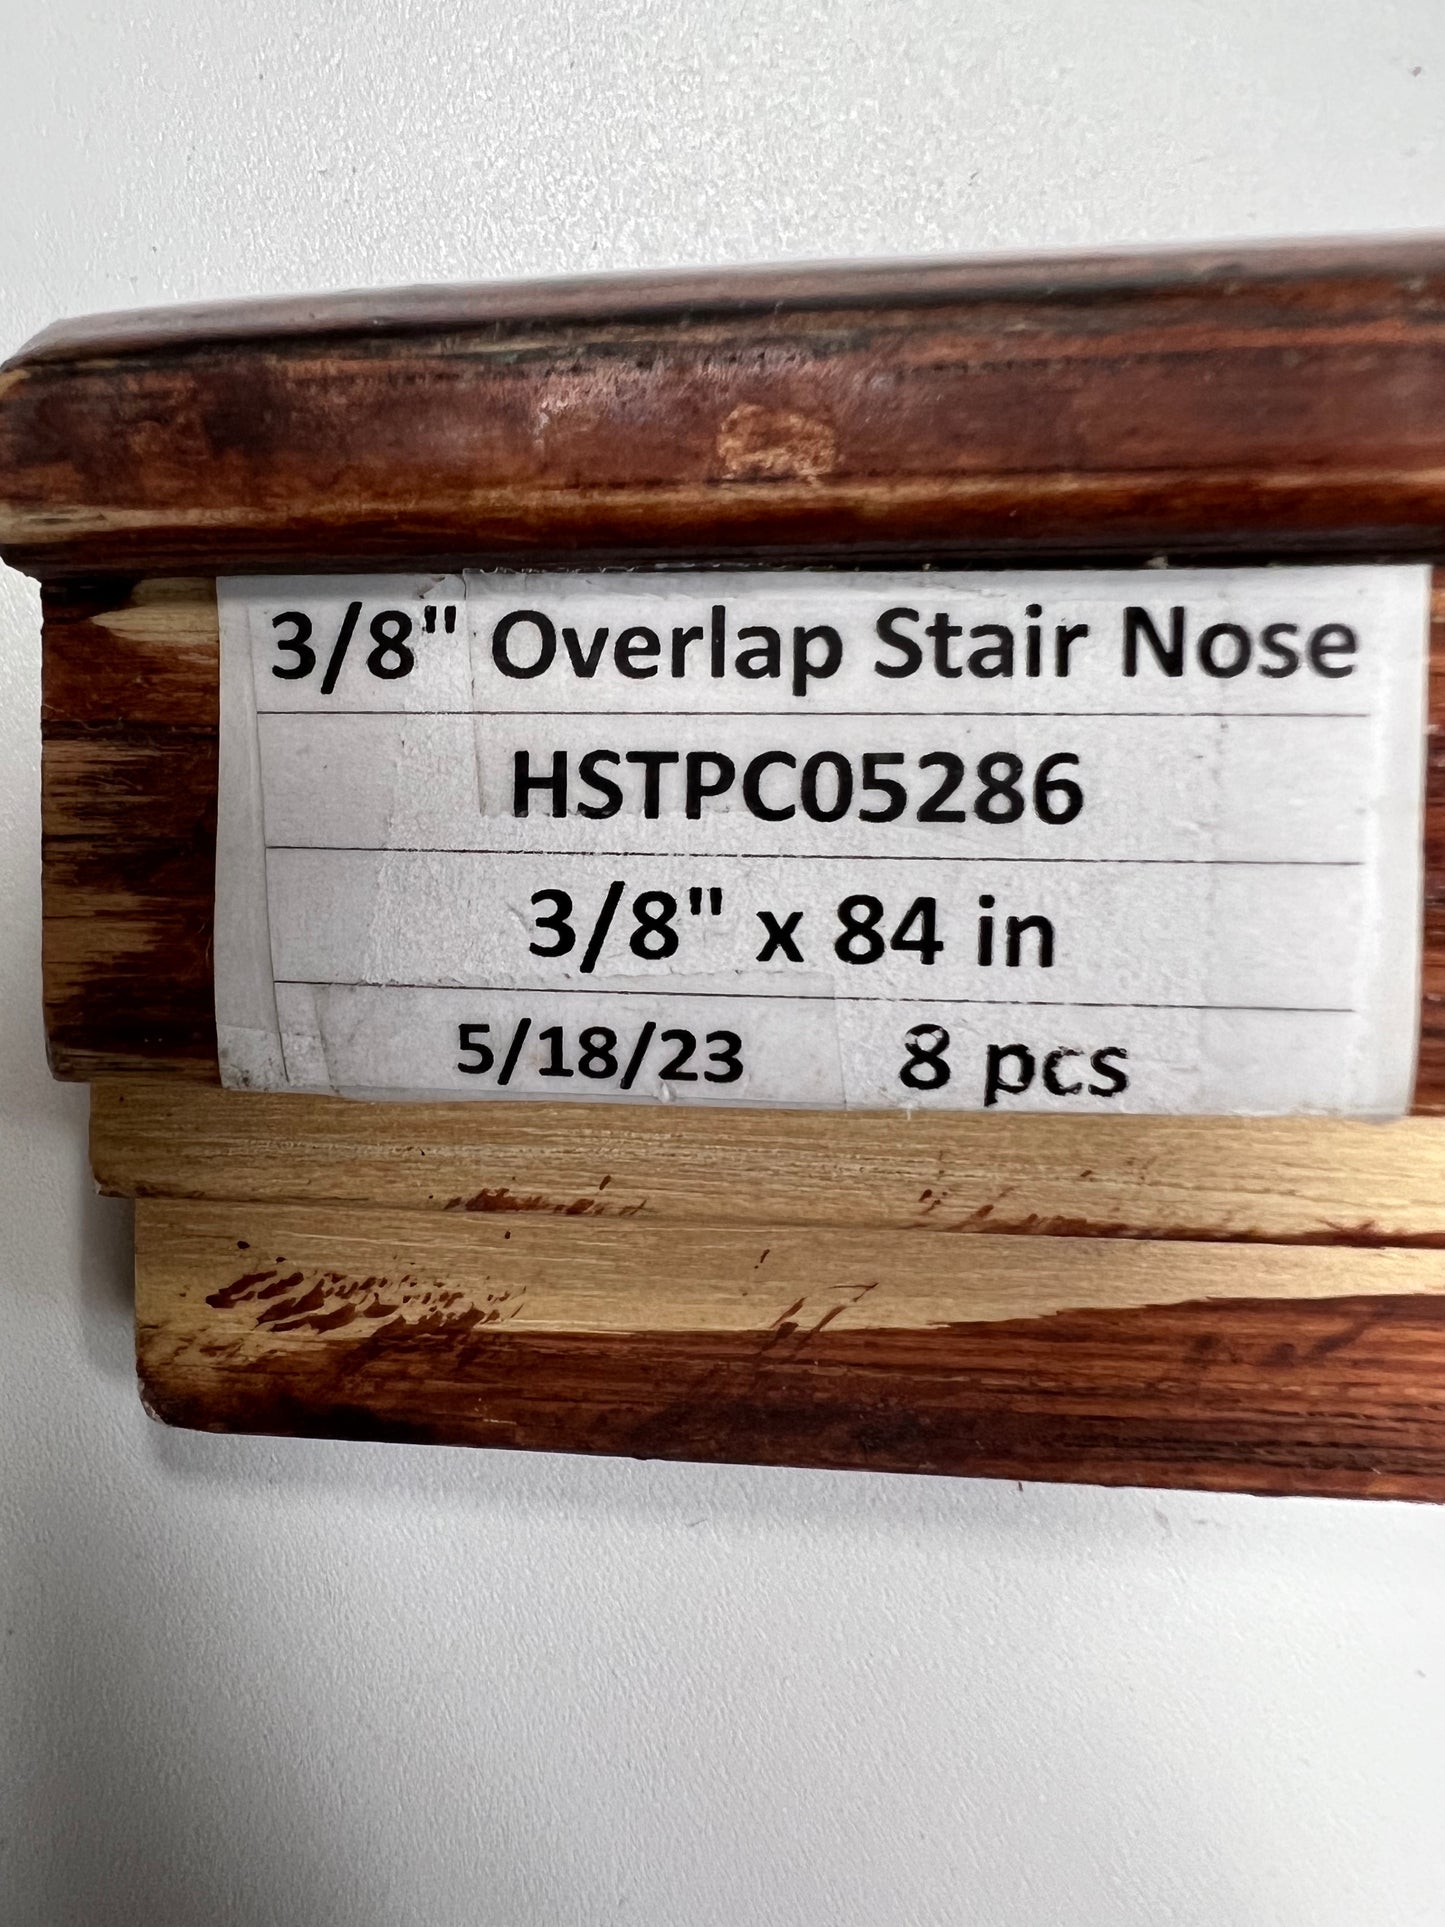 3/8" Overlap Stair Nose
HSTPC05286
3/8" x 84 in
5/18/23 8 pcs